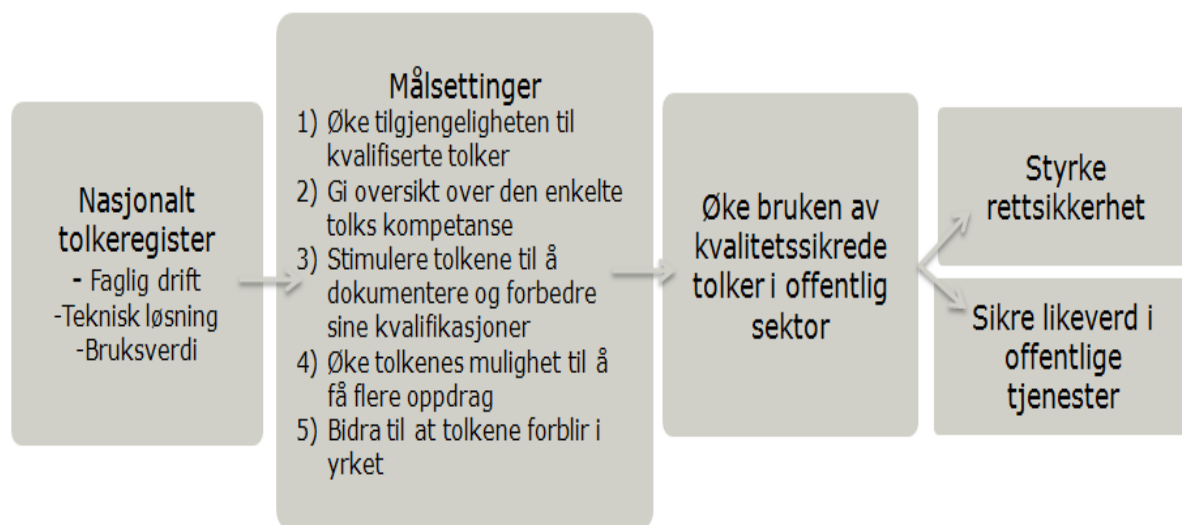 Nasjonalt
tolkeregister
- Faglig drift
-Teknisk løsning
-Bruksverdi
Målsettinger
1) Øke tilgjengeligheten til
kvalifiserte tolker
2) Gi oversikt over den enkelte
tolks kompetanse
3) Stimulere tolkene til å
dokumentere og forbedre
sine kvalifikasjoner
4) Øke tolkenes mulighet til å
få flere oppdrag
5) Bidra til at tolkene forblir i
yrket
Øke bruken av
kvalitetssikrede
tolker i offentlig
sektor
Styrke
rettsikkerhet
Sikre likeverd i
offentlige
tjenester